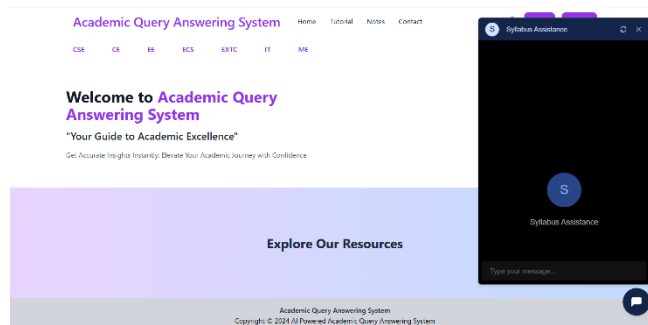 Academic Query Answering System
Home Tutorial Notes Contact
CSE CE EE ECS EXTC IT ME
Welcome to Academic Query
Answering System
"Your Guide to Academic Excellence"
Get Accurate Insights Instantly: Elevate Your Academic Journey with Confidence
Explore Our Resources
Academic Query Answering System
Copyright © 2024 AI Powered Academic Query Answering System
S Syllabus Assistance
S
Syllabus Assistance
Type your message...